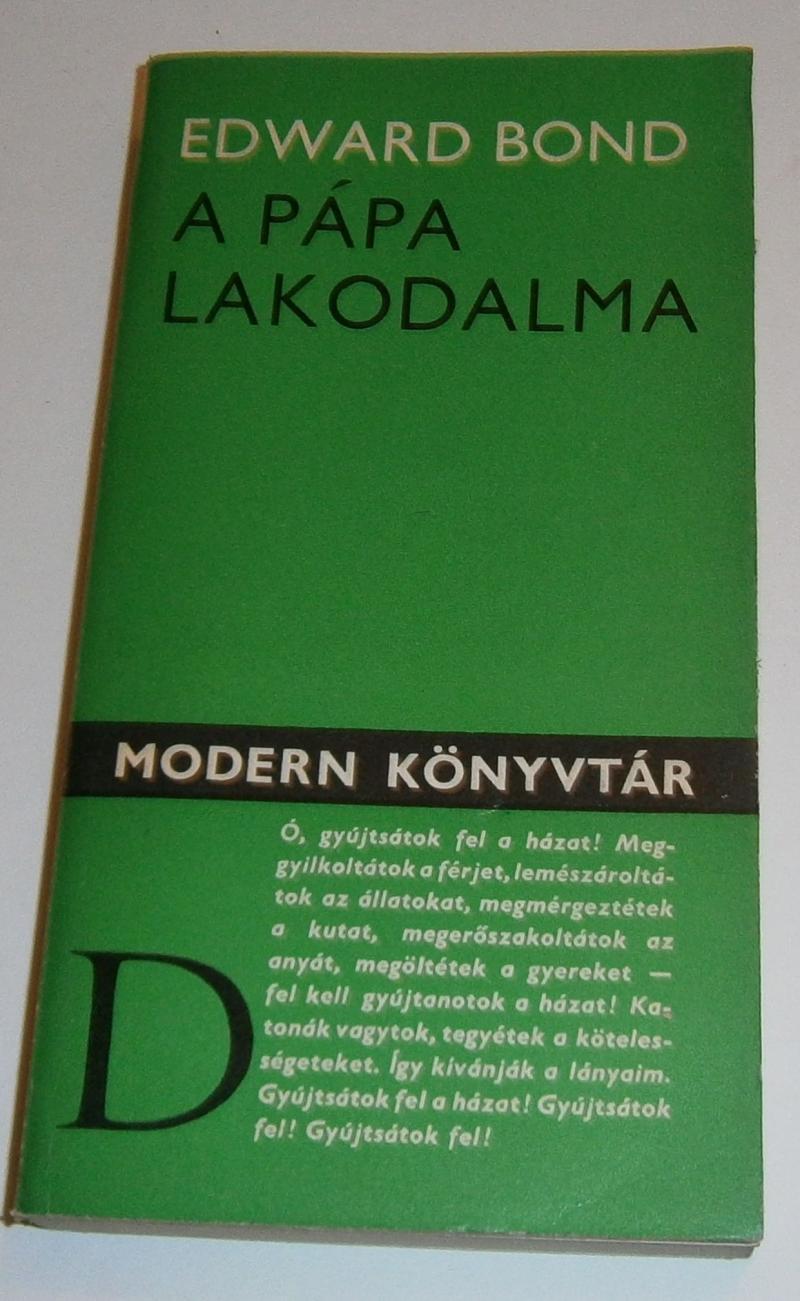 EDWARD BOND
A PÁPA
LAKODALMA
MODERN KÖNYVTÁR
Ó, gyújtsátok fel a házat! Meg-
gyilkoltátok a férjet, lemészároltá-
tok az állatokat, megmérgeztétek
a kutat, megerőszakoltátok az
anyát, megöltétek a gyereket —
fel kell gyújtanotok a házat! Ka-
tonák vagytok, tegyétek a köteles-
ségeteket. Így kívánják a lányaim.
Gyújtsátok fel a házat! Gyújtsátok
fel! Gyújtsátok fel!
D